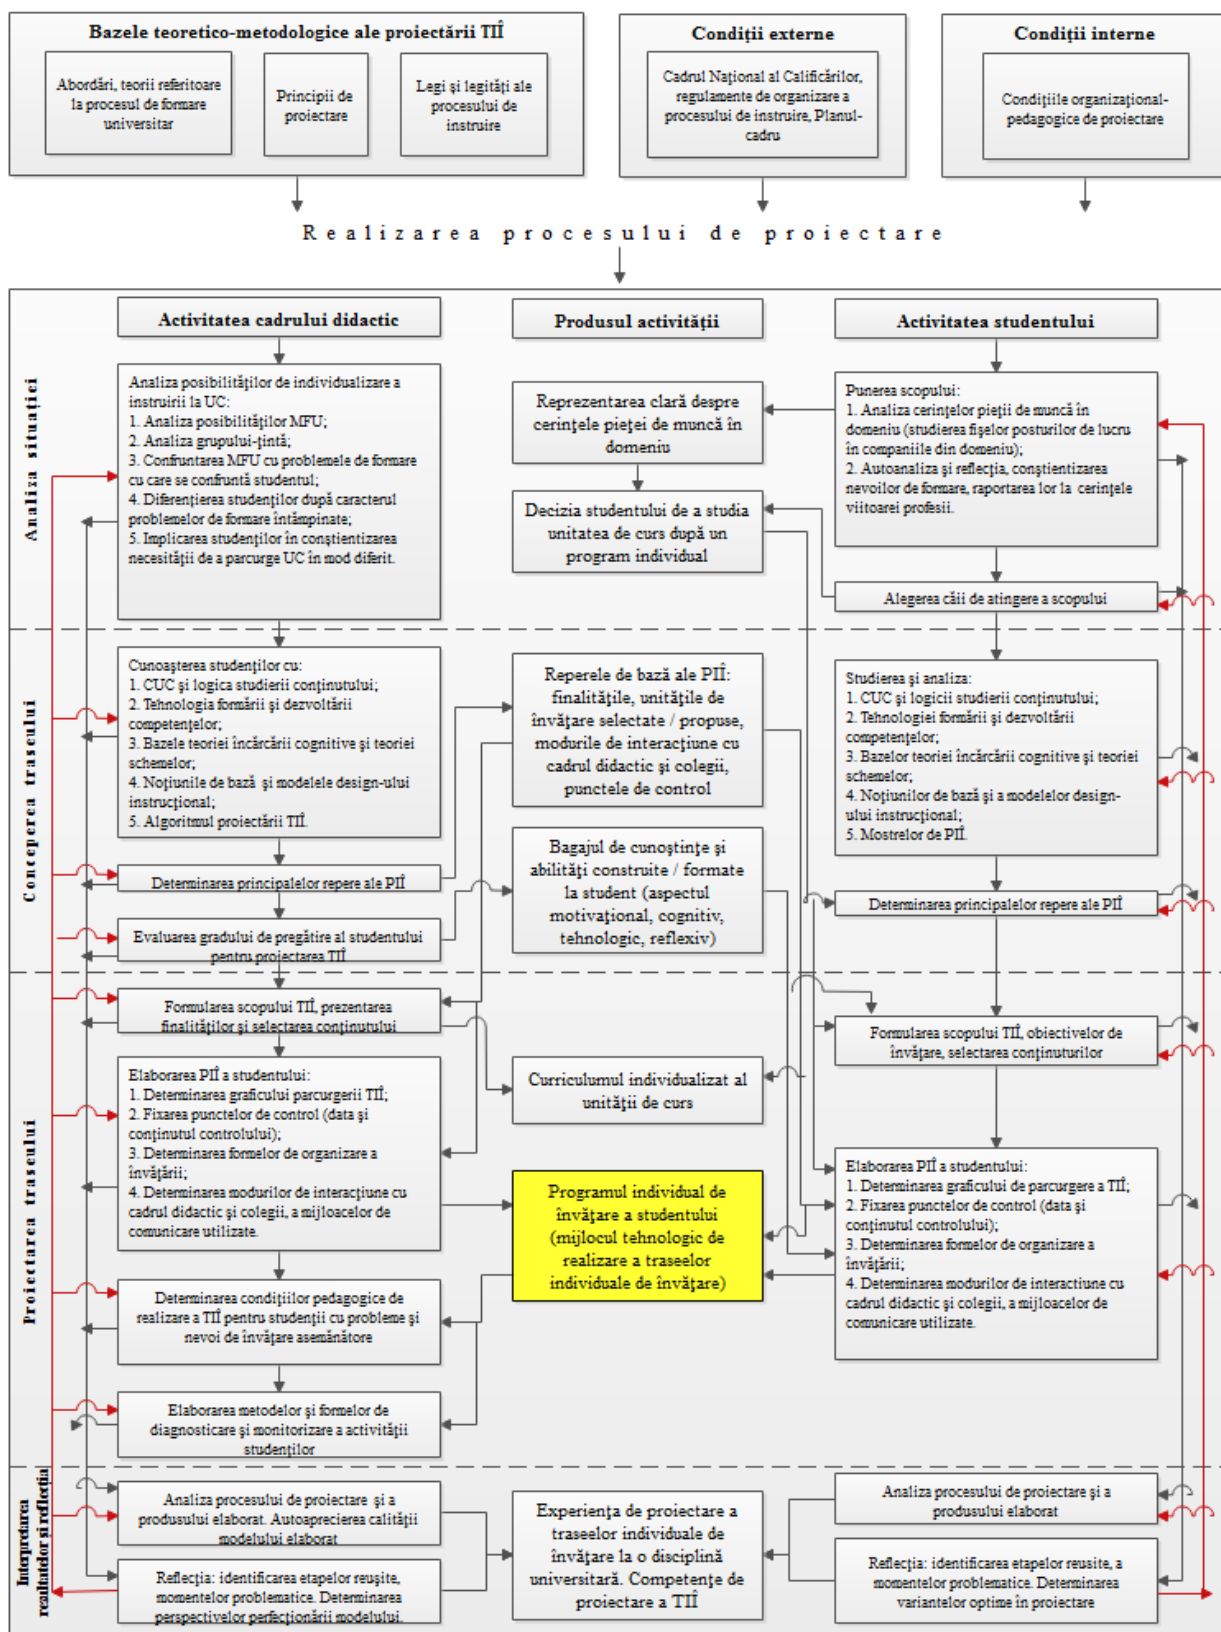 Bazele teoretico-metodologice ale proiectării TIÎ
Abordări, teorii referitoare
la procesul de formare
universitar
Principii de
proiectare
Legi și legități ale
procesului de
instruire
Condiții externe
Cadrul Național al Calificărilor,
regulamente de organizare a
procesului de instruire, Planul-
cadru
Condiții interne
Condițiile organizațional-
pedagogice de proiectare
Realizarea procesului de proiectare
Activitatea cadrului didactic
Produsul activității
Activitatea studentului
Analiza situației
Analiza posibilităților de individualizare a
instruirii la UC:
1. Analiza posibilităților MFU;
2. Analiza grupului-țintă;
3. Confruntarea MFU cu problemele de formare
cu care se confruntă studentul;
4. Diferențierea studenților după caracterul
problemelor de formare întâmpinate;
5. Implicarea studenților în conștientizarea
necesității de a parcurge UC în mod diferit.
Reprezentarea clară despre
cerințele pieței de muncă în
domeniu
Decizia studentului de a studia
unitatea de curs după un
program individual
Punerea scopului:
1. Analiza cerințelor pieții de muncă în
domeniu (studierea fișelor posturilor de lucru
în companiile din domeniu);
2. Autoanaliza și reflecția, conștientizarea
nevoilor de formare, raportarea lor la cerințele
viitoarei profesii.
Alegerea căii de atingere a scopului
Conceperea traseului
Cunoașterea studenților cu:
1. CUC și logica studierii conținutului;
2. Tehnologia formării și dezvoltării
competențelor;
3. Bazele teoriei încărcării cognitive și teoriei
schemelor;
4. Noțiunile de bază și modelele design-ului
instrucțional;
5. Algoritmul proiectării TIÎ.
Determinarea principalelor repere ale PIÎ
Evaluarea gradului de pregătire al studentului
pentru proiectarea TIÎ
Reperele de bază ale PIÎ:
finalitățile, unitățile de
învățare selectate / propuse,
modurile de interacțiune cu
cadrul didactic și colegii,
punctele de control
Bagajul de cunoștințe și
abilități construite / formate
la student (aspectul
motivațional, cognitiv,
tehnologic, reflexiv)
Studierea și analiza:
1. CUC și logicii studierii conținutului;
2. Tehnologiei formării și dezvoltării
competențelor;
3. Bazelor teoriei încărcării cognitive și teoriei
schemelor;
4. Noțiunilor de bază și a modelelor design-
ului instrucțional;
5. Mostrelor de PIÎ.
Determinarea principalelor repere ale PIÎ
Proiectarea traseului
Formularea scopului TIÎ, prezentarea
finalităților și selectarea conținutului
Elaborarea PIÎ a studentului:
1. Determinarea graficului parcurgerii TIÎ;
2. Fixarea punctelor de control (data și
conținutul controlului);
3. Determinarea formelor de organizare a
învățării;
4. Determinarea modurilor de interacțiune cu
cadrul didactic și colegii, a mijloacelor de
comunicare utilizate.
Determinarea condițiilor pedagogice de
realizare a TIÎ pentru studenții cu probleme și
nevoi de învățare asemănătore
Elaborarea metodelor și formelor de
diagnosticare și monitorizare a activității
studenților
Curriculumul individualizat al
unității de curs
Programul individual de
învățare a studentului
(mijlocul tehnologic de
realizare a traseelor
individuale de învățare)
Formularea scopului TIÎ, obiectivelor de
învățare, selectarea conținuturilor
Elaborarea PIÎ a studentului:
1. Determinarea graficului de parcurgere a TIÎ;
2. Fixarea punctelor de control (data și
conținutul controlului);
3. Determinarea formelor de organizare a
învățării;
4. Determinarea modurilor de interactiune cu
cadrul didactic și colegii, a mijloacelor de
comunicare utilizate.
Interpretarea
rezultatelor si reflectia
Analiza procesului de proiectare și a
produsului elaborat. Autoaprecierea calității
modelului elaborat
Reflecția: identificarea etapelor reușite,
momentelor problematice. Determinarea
perspectivelor perfecționării modelului.
Experiența de proiectare a
traseelor individuale de
învățare la o disciplină
universitară. Competențe de
proiectare a TIÎ
Analiza procesului de proiectare și a
produsului elaborat
Reflecția: identificarea etapelor reusite, a
momentelor problematice. Determinarea
variantelor optime în proiectare